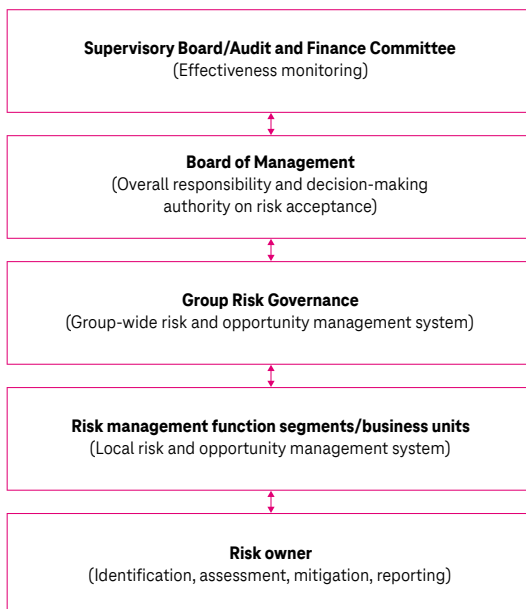 Supervisory Board/Audit and Finance Committee
(Effectiveness monitoring)
Board of Management
(Overall responsibility and decision-making
authority on risk acceptance)
Group Risk Governance
(Group-wide risk and opportunity management system)
Risk management function segments/business units
(Local risk and opportunity management system)
Risk owner
(Identification, assessment, mitigation, reporting)